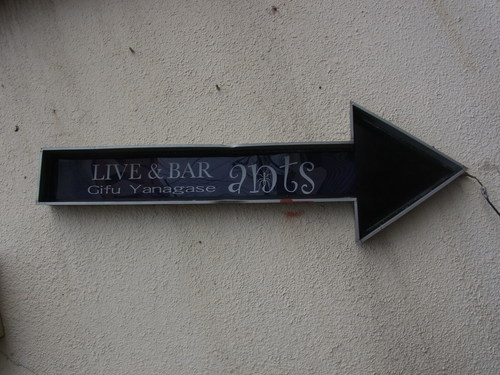 LIVE & BAR
Gifu Yanagase
ants